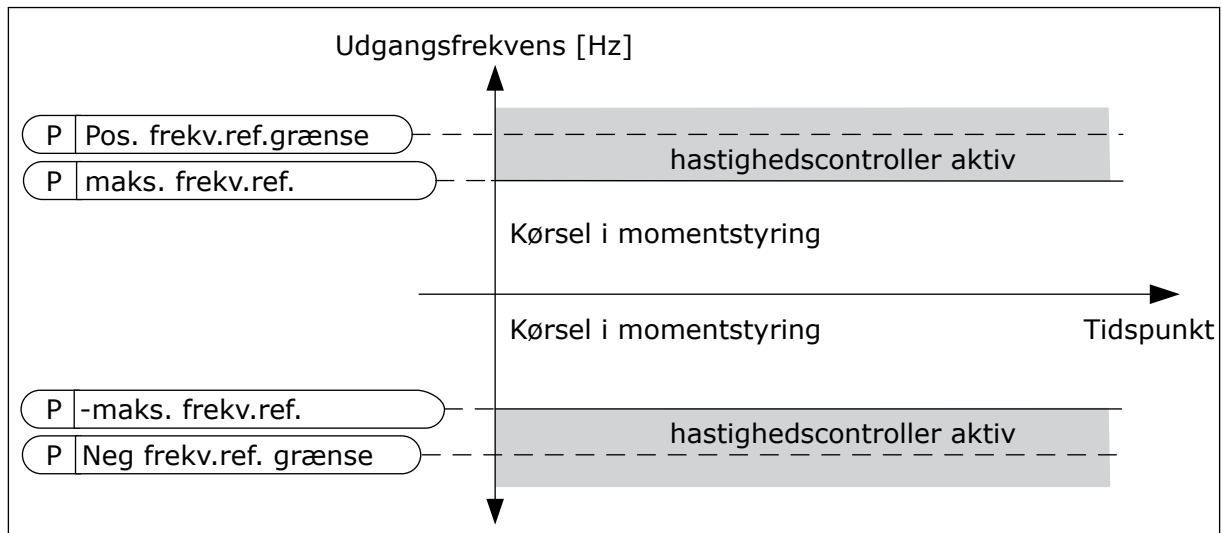 Udgangsfrekvens [Hz]
P Pos. frekv.ref.grænse
hastighedscontroller aktiv
P maks. frekv.ref.
Kørsel i momentstyring
Kørsel i momentstyring
Tidspunkt
P -maks. frekv.ref.
hastighedscontroller aktiv
P Neg frekv.ref. grænse